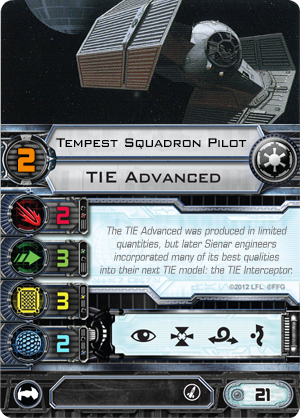 Tempest Squadron Pilot
2
TIE Advanced
2
3
3
2
The TIE Advanced was produced in limited
quantities, but later Sienar engineers
incorporated many of its best qualities
into their next TIE model: the TIE Interceptor.
©2012 LFL ©FFG
21